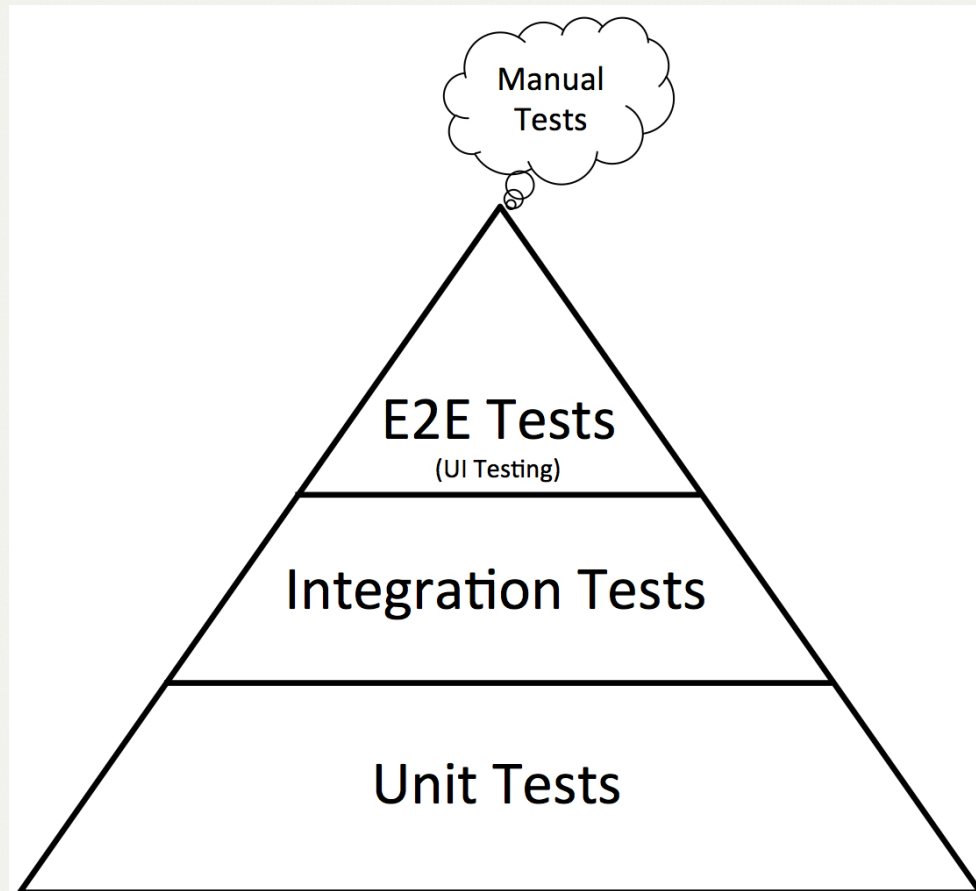 Manual
Tests
E2E Tests
(UI Testing)
Integration Tests
Unit Tests